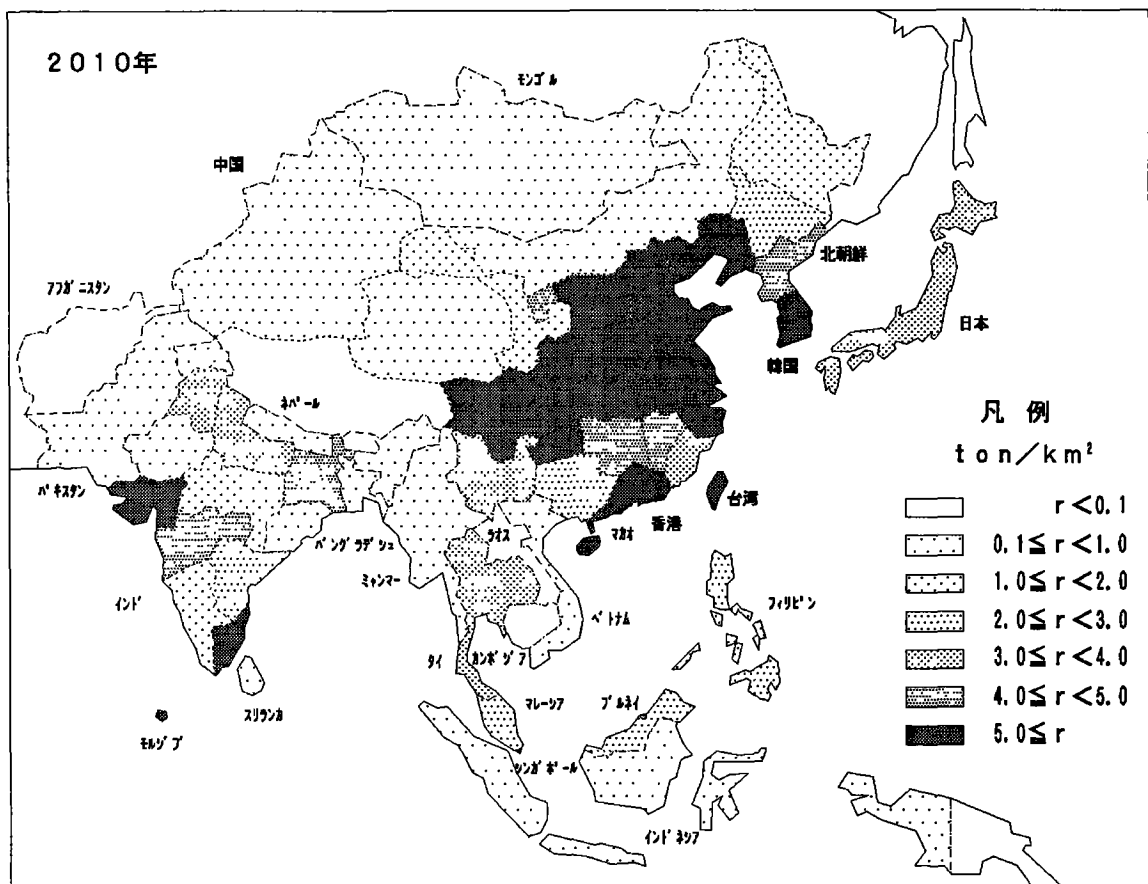 2010年
モンゴル
中国
北朝鮮
アフガニスタン
日本
韓国
ネパール
凡 例
ton/km²
パキスタン
台湾
香港
マカオ
ラオス
バングラデシュ
ミャンマー
フィリピン
インド
ベトナム
タイ
カンボジア
スリランカ
マレーシア
ブルネイ
モルジブ
シンガポール
インドネシア
r<0.1
0.1≦r<1.0
1.0≦r<2.0
2.0≦r<3.0
3.0≦r<4.0
4.0≦r<5.0
5.0≦r